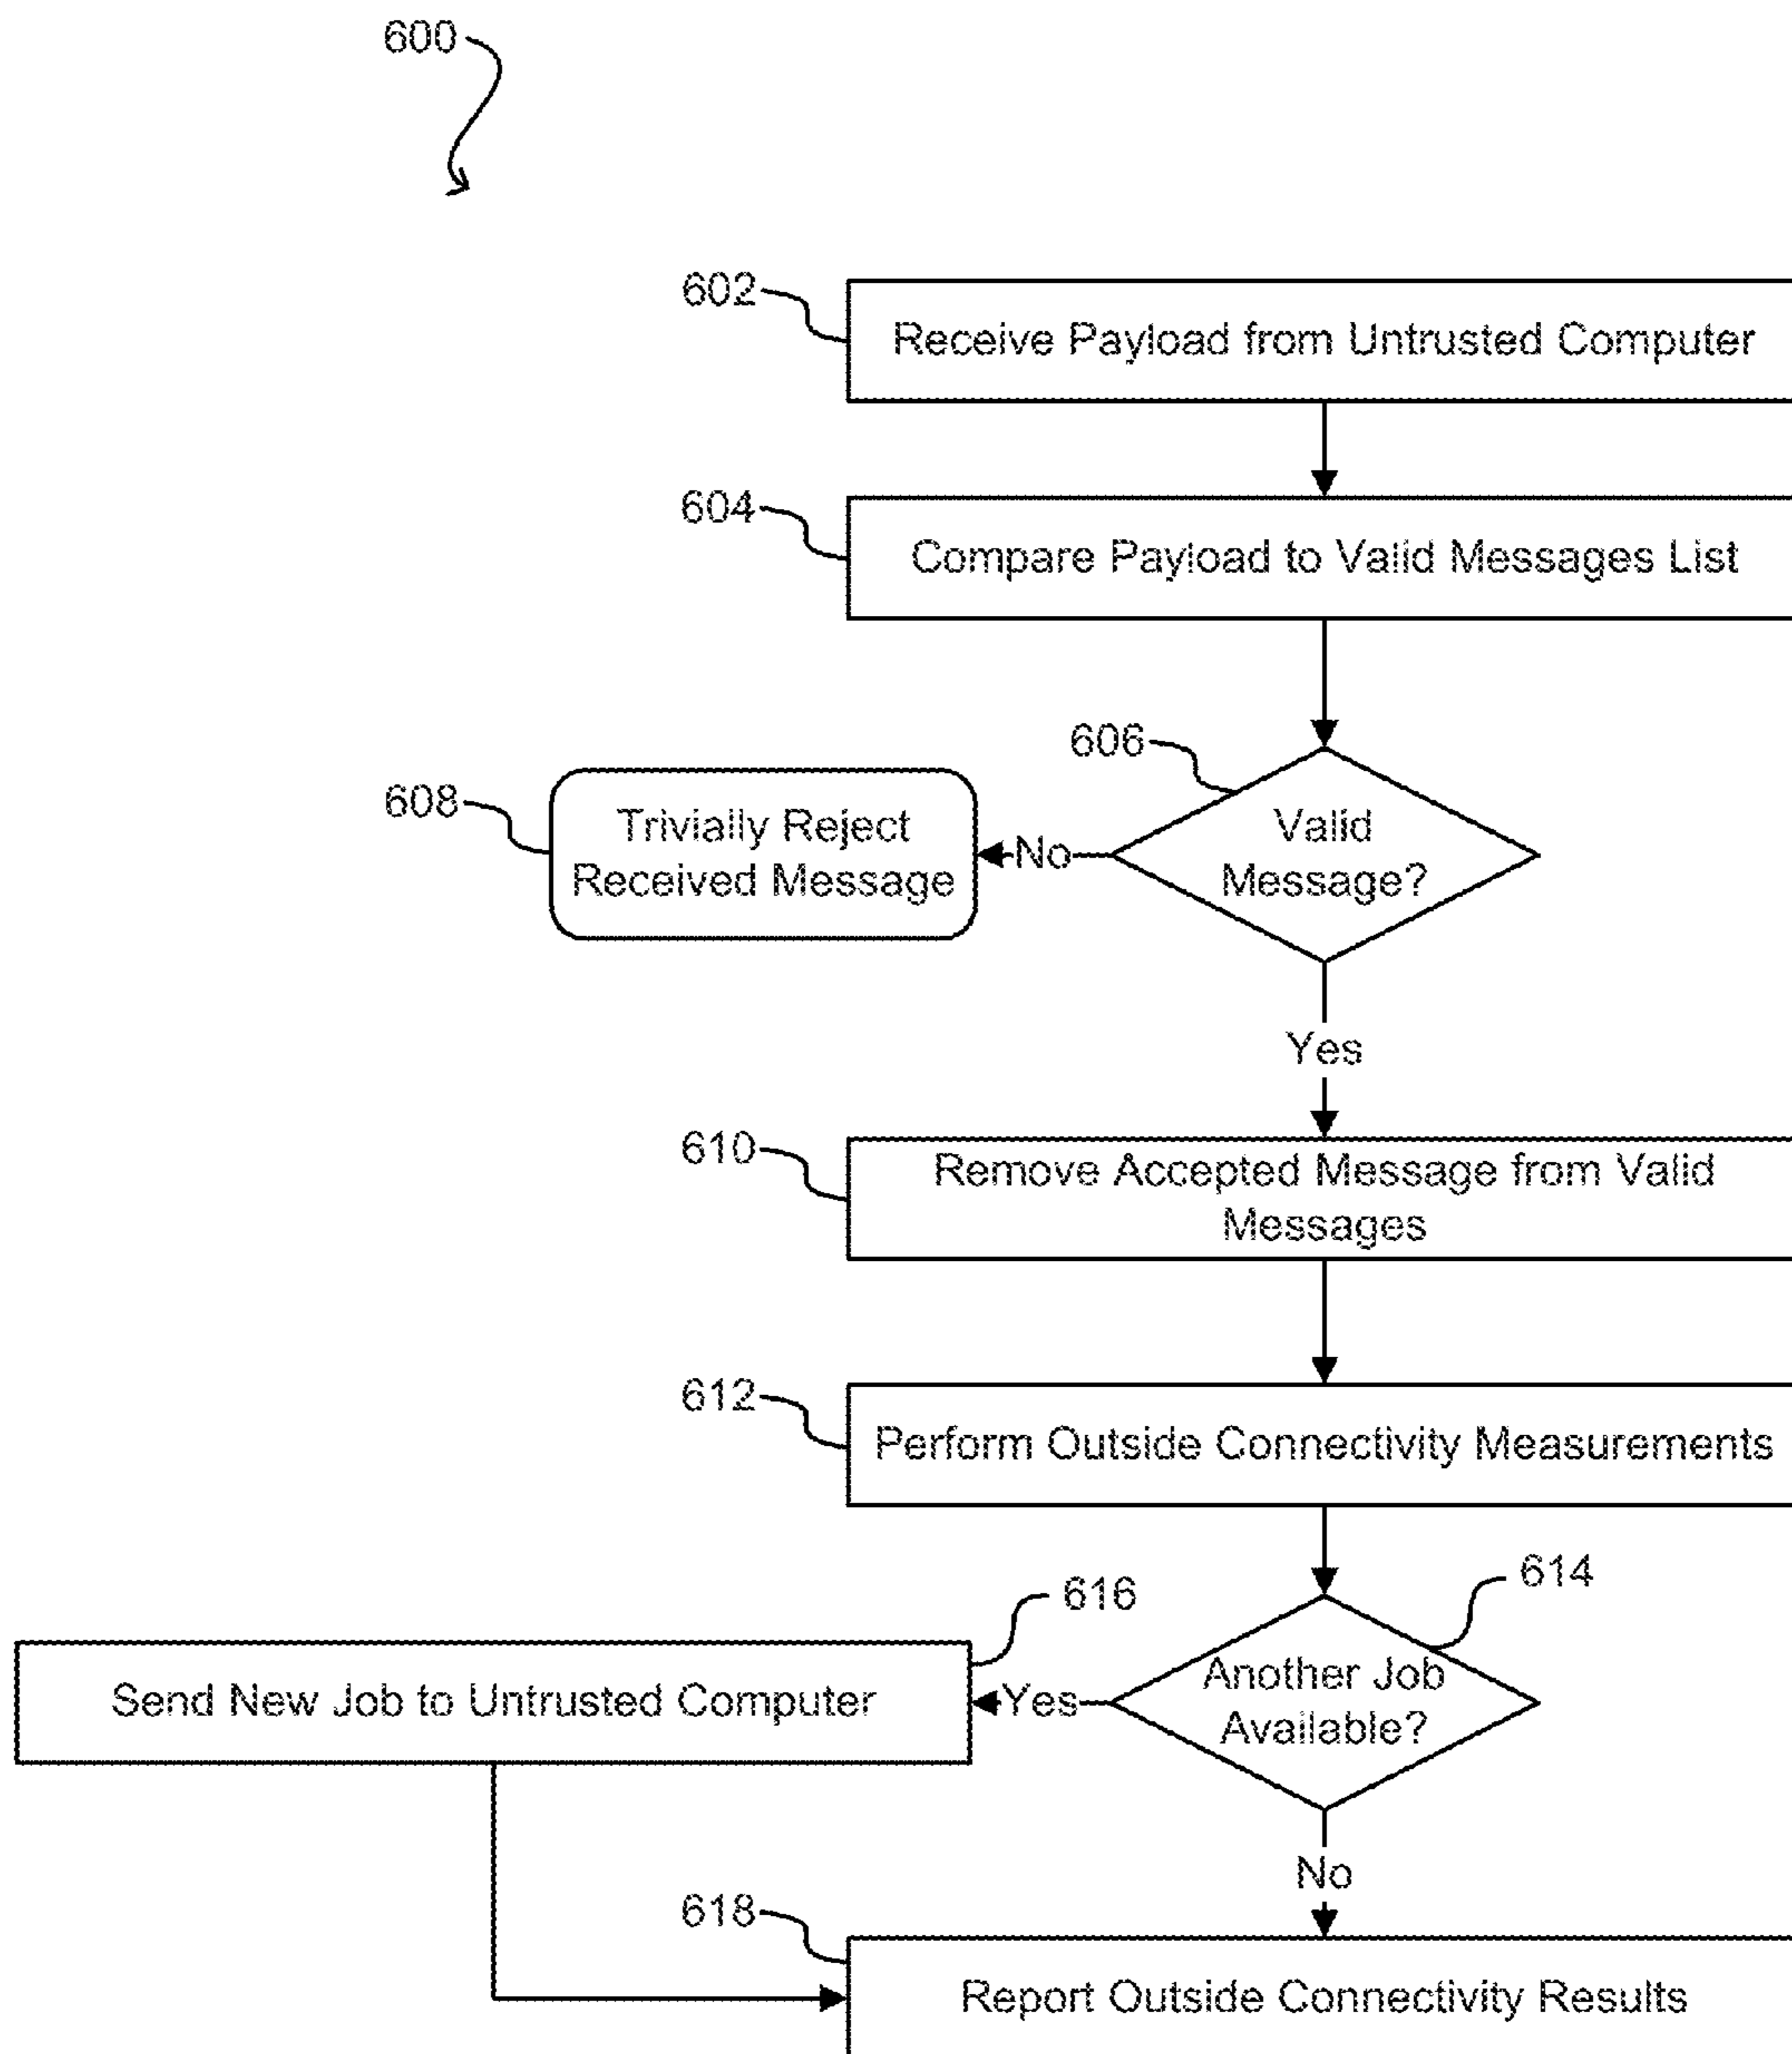 600
602
Receive Payload from Untrusted Computer
604
Compare Payload to Valid Messages List
606
Valid
Message?
608
Trivially Reject
Received Message
No
Yes
610
Remove Accepted Message from Valid
Messages
612
Perform Outside Connectivity Measurements
614
Another Job
Available?
616
Send New Job to Untrusted Computer
Yes
No
618
Report Outside Connectivity Results